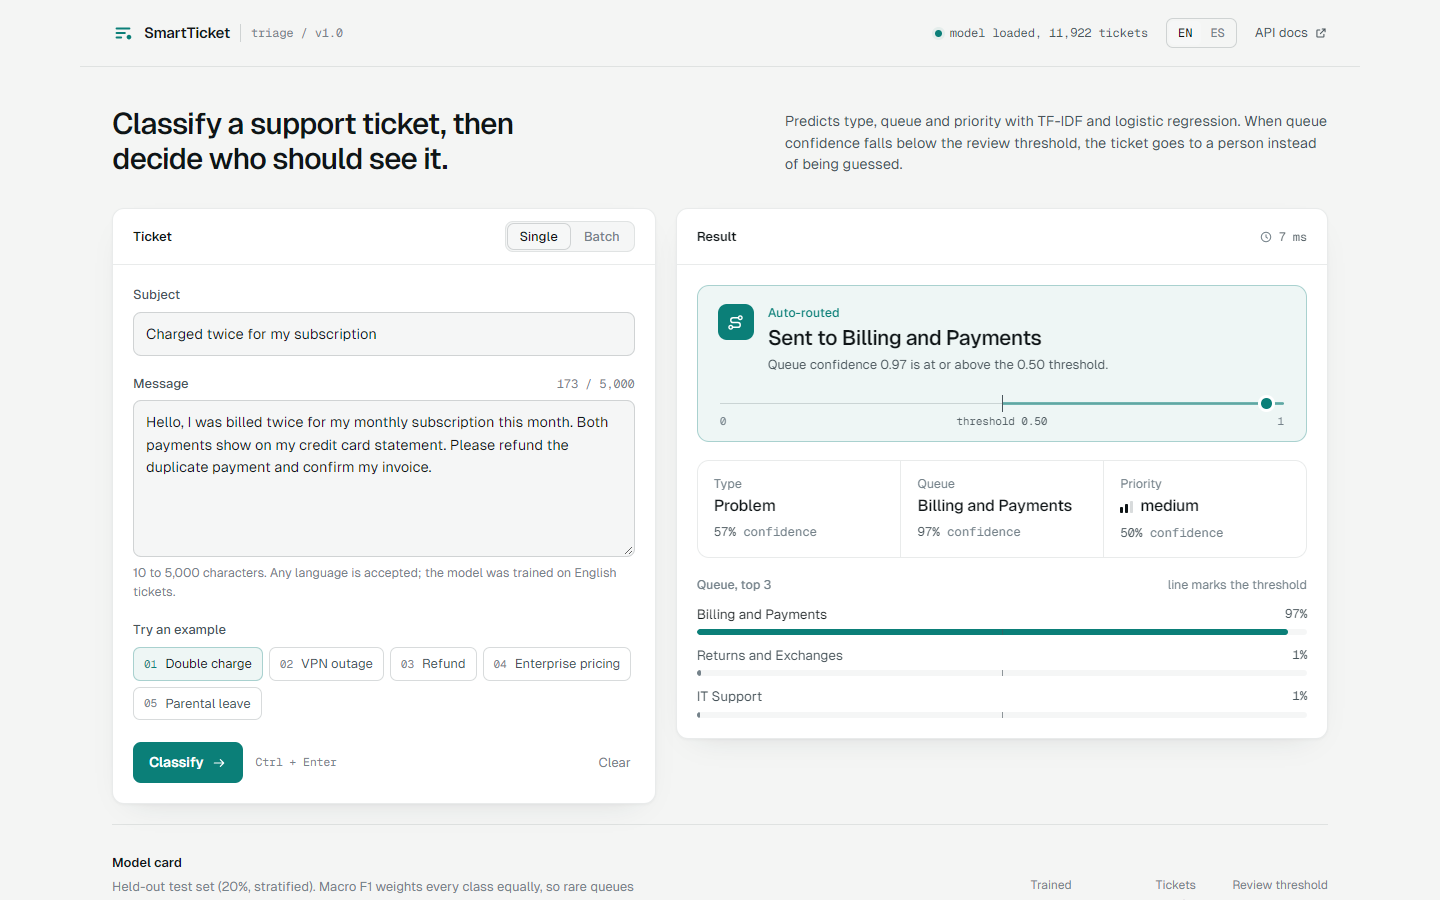 SmartTicket
triage / v1.0
model loaded, 11,922 tickets
EN ES
API docs
Classify a support ticket, then
decide who should see it.
Predicts type, queue and priority with TF-IDF and logistic regression. When queue
confidence falls below the review threshold, the ticket goes to a person instead
of being guessed.
Ticket
Single Batch
Subject
Charged twice for my subscription
Message
173 / 5,000
Hello, I was billed twice for my monthly subscription this month. Both
payments show on my credit card statement. Please refund the
duplicate payment and confirm my invoice.
10 to 5,000 characters. Any language is accepted; the model was trained on English
tickets.
Try an example
01 Double charge
02 VPN outage
03 Refund
04 Enterprise pricing
05 Parental leave
Classify
Ctrl + Enter
Clear
Result
7 ms
Auto-routed
Sent to Billing and Payments
Queue confidence 0.97 is at or above the 0.50 threshold.
0
threshold 0.50
1
Type
Problem
57% confidence
Queue
Billing and Payments
97% confidence
Priority
medium
50% confidence
Queue, top 3
line marks the threshold
Billing and Payments
97%
Returns and Exchanges
1%
IT Support
1%
Model card
Held-out test set (20%, stratified). Macro F1 weights every class equally, so rare queues
Trained
Tickets
Review threshold